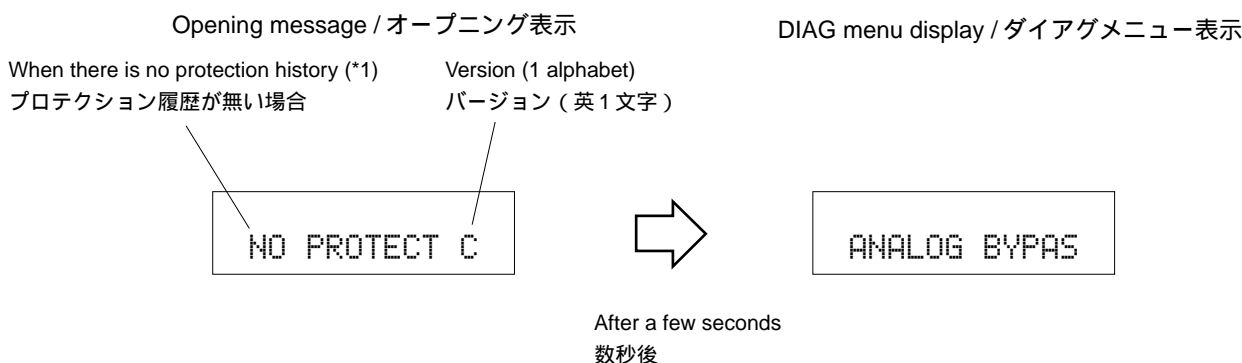 Opening message / オープニング表示
DIAG menu display / ダイアグメニュー表示
When there is no protection history (*1)
プロテクション履歴が無い場合
Version (1 alphabet)
バージョン ( 英 1 文字 )
NO PROTECT C
ANALOG BYPAS
After a few seconds
数秒後